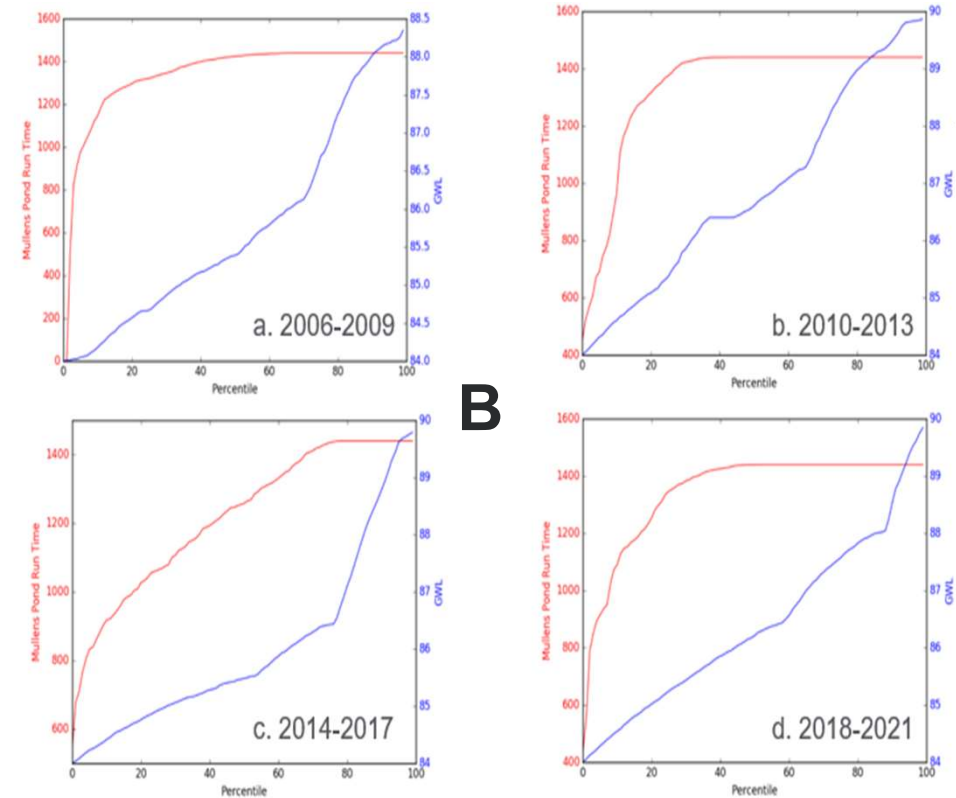 1600
1400
1200
1000
800
600
400
200
0
Mullens Pond Run Time
88.5
88.0
87.5
87.0
86.5
86.0
85.5
85.0
84.5
84.0
GWL
a. 2006-2009
0 20 40 60 80 100
Percentile
1600
1400
1200
1000
800
600
400
Mullens Pond Run Time
90
89
88
87
86
85
84
GWL
b. 2010-2013
0 20 40 60 80 100
Percentile
B
1400
1200
1000
800
600
Mullens Pond Run Time
90
89
88
87
86
85
84
GWL
c. 2014-2017
0 20 40 60 80 100
Percentile
1600
1400
1200
1000
800
600
400
Mullens Pond Run Time
90
89
88
87
86
85
84
GWL
d. 2018-2021
0 20 40 60 80 100
Percentile